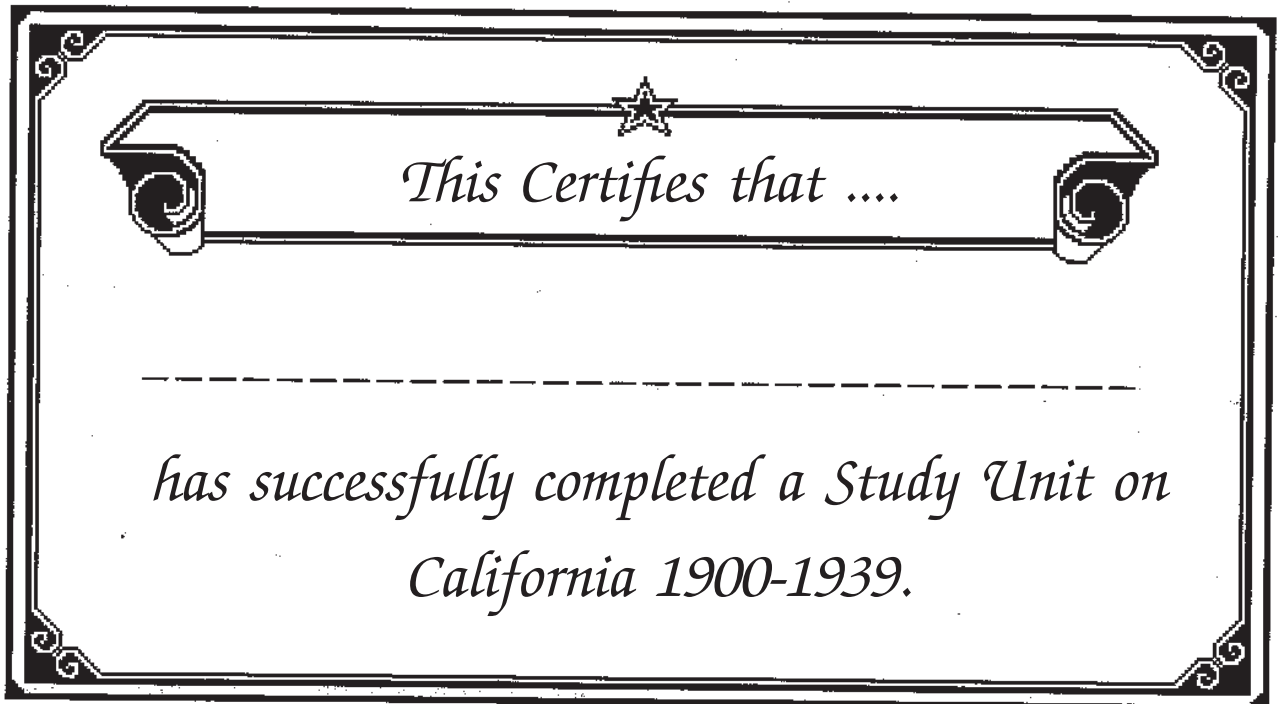 This Certifies that ....
has successfully completed a Study Unit on
California 1900-1939.